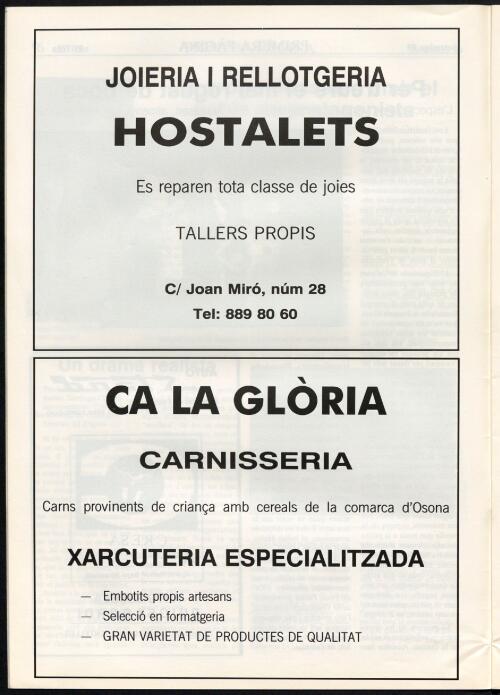 JOIERIA I RELLOTGERIA
HOSTALETS
Es reparen tota classe de joies
TALLERS PROPIS
C/ Joan Miró, núm 28
Tel: 889 80 60
CA LA GLÒRIA
CARNISSERIA
Carns provinents de criança amb cereals de la comarca d'Osona
XARCUTERIA ESPECIALITZADA
— Embotits propis artesans
— Selecció en formatgeria
— GRAN VARIETAT DE PRODUCTES DE QUALITAT